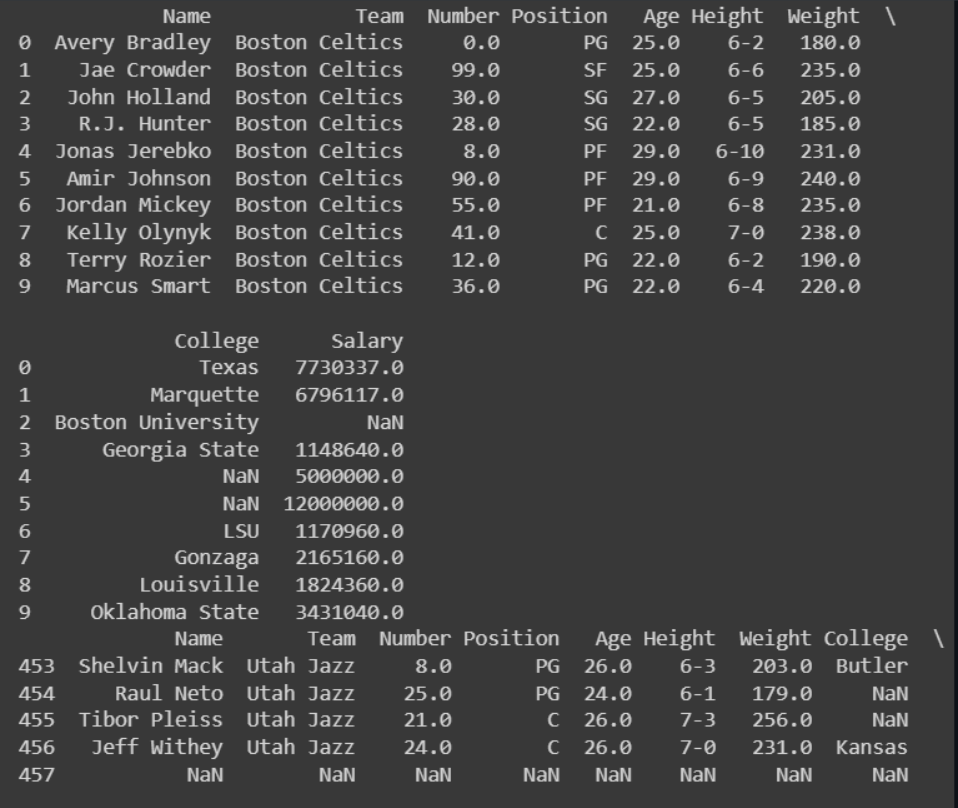 Name            Team  Number Position   Age Height  Weight  \
0  Avery Bradley  Boston Celtics     0.0       PG  25.0    6-2   180.0
1    Jae Crowder  Boston Celtics    99.0       SF  25.0    6-6   235.0
2   John Holland  Boston Celtics    30.0       SG  27.0    6-5   205.0
3    R.J. Hunter  Boston Celtics    28.0       SG  22.0    6-5   185.0
4  Jonas Jerebko  Boston Celtics     8.0       PF  29.0   6-10   231.0
5   Amir Johnson  Boston Celtics    90.0       PF  29.0    6-9   240.0
6  Jordan Mickey  Boston Celtics    55.0       PF  21.0    6-8   235.0
7   Kelly Olynyk  Boston Celtics    41.0        C  25.0    7-0   238.0
8   Terry Rozier  Boston Celtics    12.0       PG  22.0    6-2   190.0
9   Marcus Smart  Boston Celtics    36.0       PG  22.0    6-4   220.0

             College      Salary
0              Texas   7730337.0
1          Marquette   6796117.0
2  Boston University         NaN
3      Georgia State   1148640.0
4                NaN   5000000.0
5                NaN  12000000.0
6                LSU   1170960.0
7            Gonzaga   2165160.0
8         Louisville   1824360.0
9     Oklahoma State   3431040.0
             Name       Team  Number Position   Age Height  Weight College  \
453  Shelvin Mack  Utah Jazz     8.0       PG  26.0    6-3   203.0  Butler
454     Raul Neto  Utah Jazz    25.0       PG  24.0    6-1   179.0     NaN
455  Tibor Pleiss  Utah Jazz    21.0        C  26.0    7-3   256.0     NaN
456   Jeff Withey  Utah Jazz    24.0        C  26.0    7-0   231.0  Kansas
457           NaN        NaN     NaN      NaN   NaN    NaN     NaN     NaN